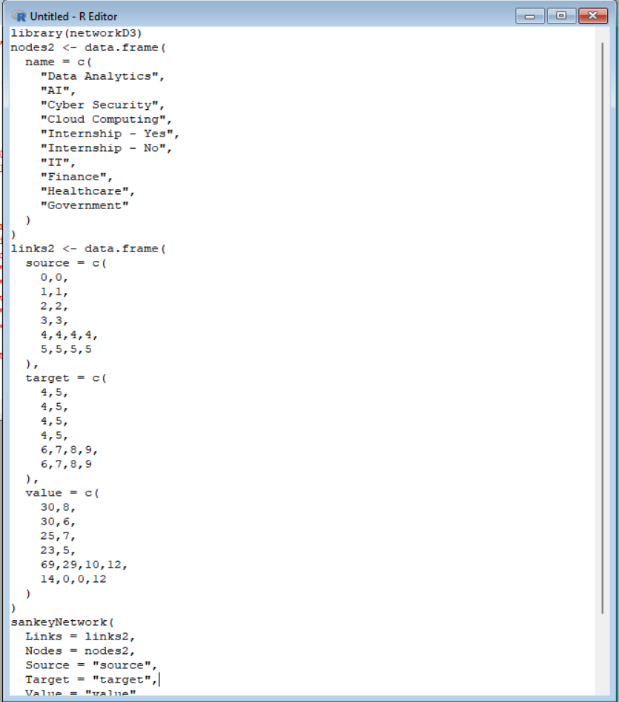 Untitled - R Editor
library(networkD3)
nodes2 <- data.frame(
  name = c(
    "Data Analytics",
    "AI",
    "Cyber Security",
    "Cloud Computing",
    "Internship - Yes",
    "Internship - No",
    "IT",
    "Finance",
    "Healthcare",
    "Government"
  )
)
links2 <- data.frame(
  source = c(
    0,0,
    1,1,
    2,2,
    3,3,
    4,4,4,4,
    5,5,5,5
  ),
  target = c(
    4,5,
    4,5,
    4,5,
    4,5,
    6,7,8,9,
    6,7,8,9
  ),
  value = c(
    30,8,
    30,6,
    25,7,
    23,5,
    69,29,10,12,
    14,0,0,12
  )
)
sankeyNetwork(
  Links = links2,
  Nodes = nodes2,
  Source = "source",
  Target = "target",
  Value = "value"